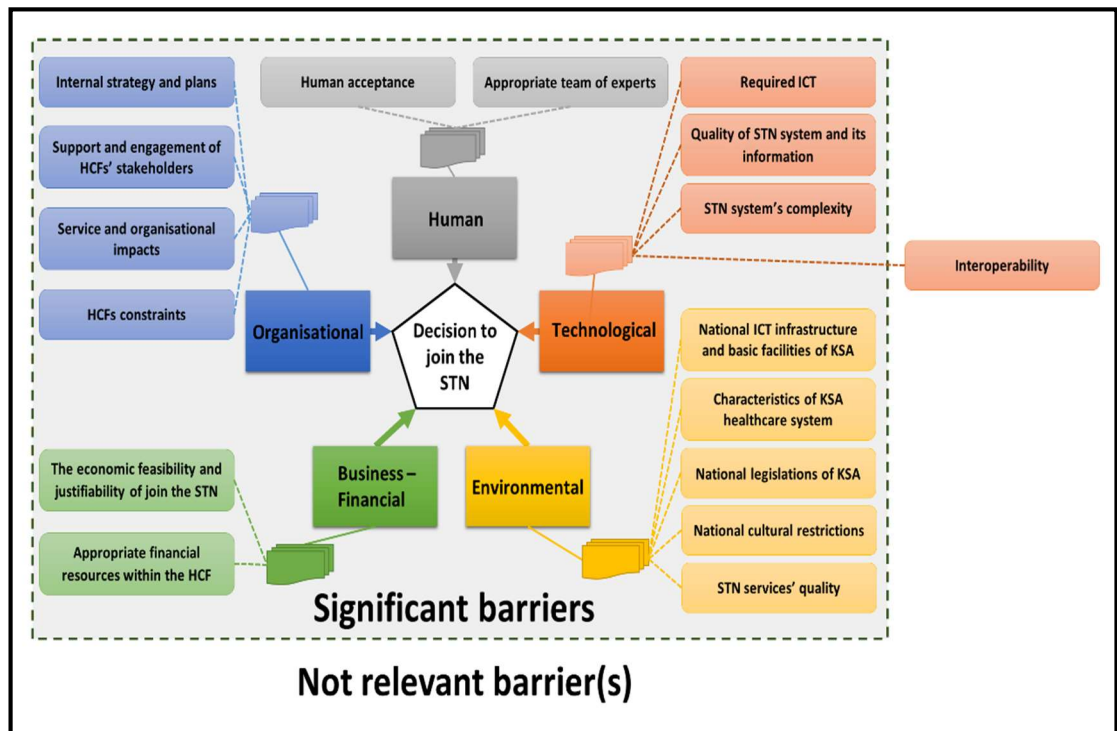 Internal strategy and plans
Support and engagement of
HCFs’ stakeholders
Service and organisational
impacts
HCFs constraints
Human acceptance
Appropriate team of experts
Required ICT
Quality of STN system and its
information
STN system’s complexity
Interoperability
Human
Organisational
Decision to
join the
STN
Technological
National ICT infrastructure
and basic facilities of KSA
Characteristics of KSA
healthcare system
National legislations of KSA
National cultural restrictions
STN services’ quality
Business –
Financial
Environmental
The economic feasibility and
justifiability of join the STN
Appropriate financial
resources within the HCF
Significant barriers
Not relevant barrier(s)